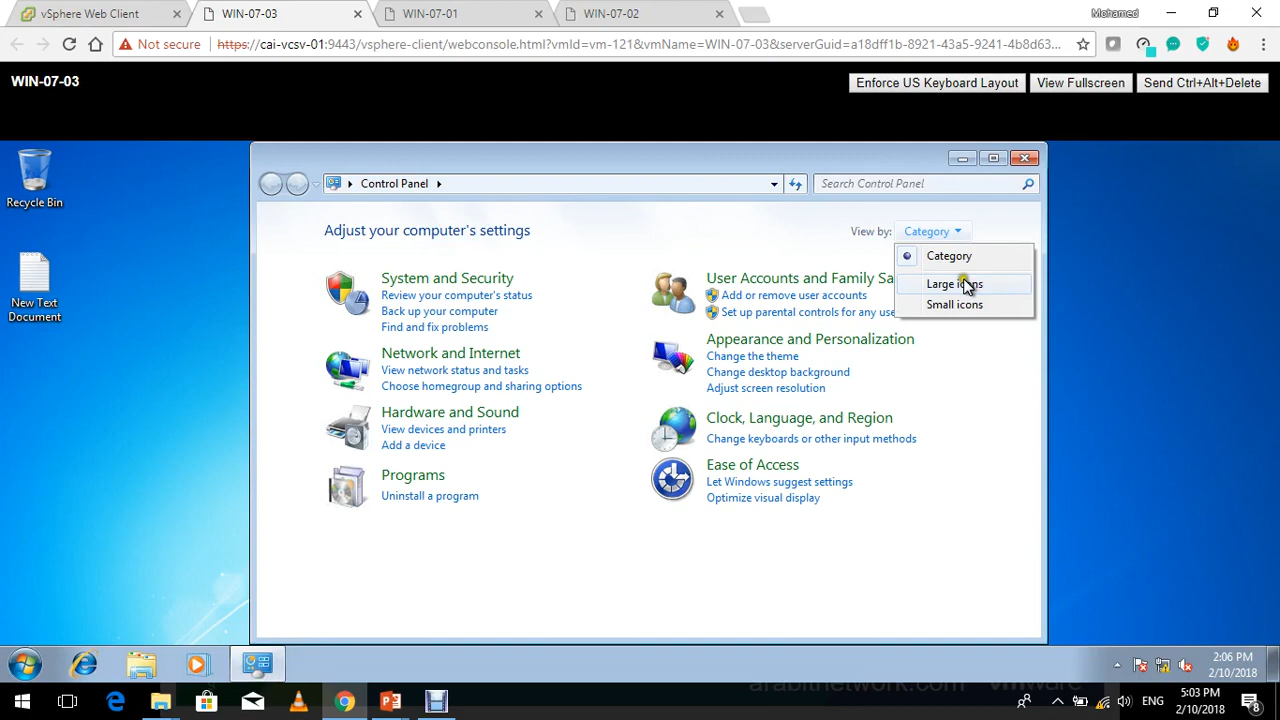 vSphere Web Client
WIN-07-03
WIN-07-01
WIN-07-02
Mohamed
Not secure
https://cai-vcsv-01:9443/vsphere-client/webconsole.html?vmId=vm-121&vmName=WIN-07-03&serverGuid=a18dff1b-8921-43a5-9241-4b8d63...
WIN-07-03
Enforce US Keyboard Layout
View Fullscreen
Send Ctrl+Alt+Delete
Recycle Bin
New Text
Document
Control Panel
Search Control Panel
Adjust your computer's settings
View by:
Category
Category
Large icons
Small icons
System and Security
Review your computer's status
Back up your computer
Find and fix problems
Network and Internet
View network status and tasks
Choose homegroup and sharing options
Hardware and Sound
View devices and printers
Add a device
Programs
Uninstall a program
User Accounts and Family Sa
Add or remove user accounts
Set up parental controls for any use
Appearance and Personalization
Change the theme
Change desktop background
Adjust screen resolution
Clock, Language, and Region
Change keyboards or other input methods
Ease of Access
Let Windows suggest settings
Optimize visual display
2:06 PM
2/10/2018
arabitnetwork.com
vmware
ENG
5:03 PM
2/10/2018
8